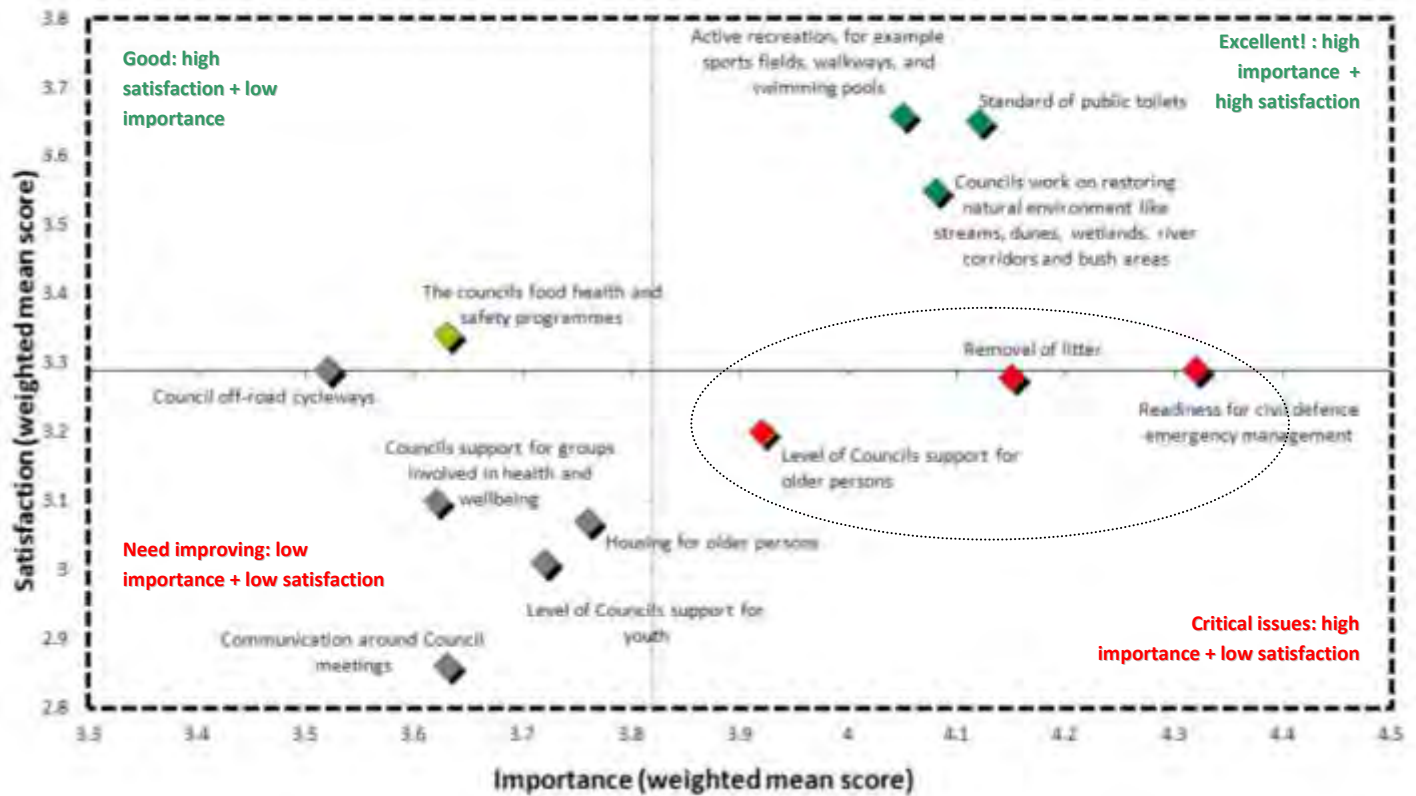 3.8
3.7
3.6
3.5
3.4
3.3
3.2
3.1
3
2.9
2.8
Satisfaction (weighted mean score)
Good: high
satisfaction + low
importance
Active recreation, for example
sports fields, walkways, and
swimming pools
Excellent! : high
importance +
high satisfaction
Standard of public toilets
Councils work on restoring
natural environment like
streams, dunes, wetlands, river
corridors and bush areas
The councils food health and
safety programmes
Removal of litter
Council off-road cycleways
Readiness for civil defence
emergency management
Councils support for groups
involved in health and
wellbeing
Level of Councils support for
older persons
Need improving: low
importance + low satisfaction
Housing for older persons
Level of Councils support for
youth
Communication around Council
meetings
Critical issues: high
importance + low satisfaction
3.5 3.4 3.5 3.6 3.7 3.8 3.9 4 4.1 4.2 4.3 4.4 4.5
Importance (weighted mean score)